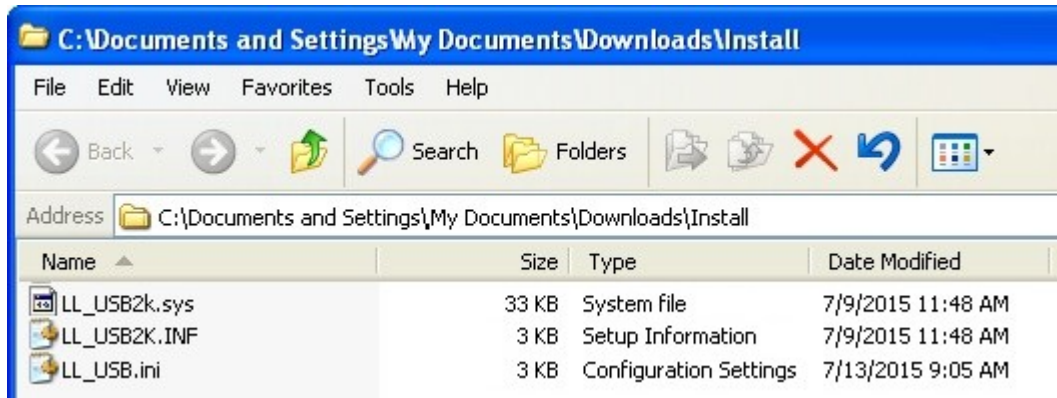 C:\Documents and Settings\My Documents\Downloads\Install
File Edit View Favorites Tools Help
Back Search Folders
Address C:\Documents and Settings\My Documents\Downloads\Install
Name Size Type Date Modified
LL_USB2k.sys 33 KB System file 7/9/2015 11:48 AM
LL_USB2K.INF 3 KB Setup Information 7/9/2015 11:48 AM
LL_USB.ini 3 KB Configuration Settings 7/13/2015 9:05 AM